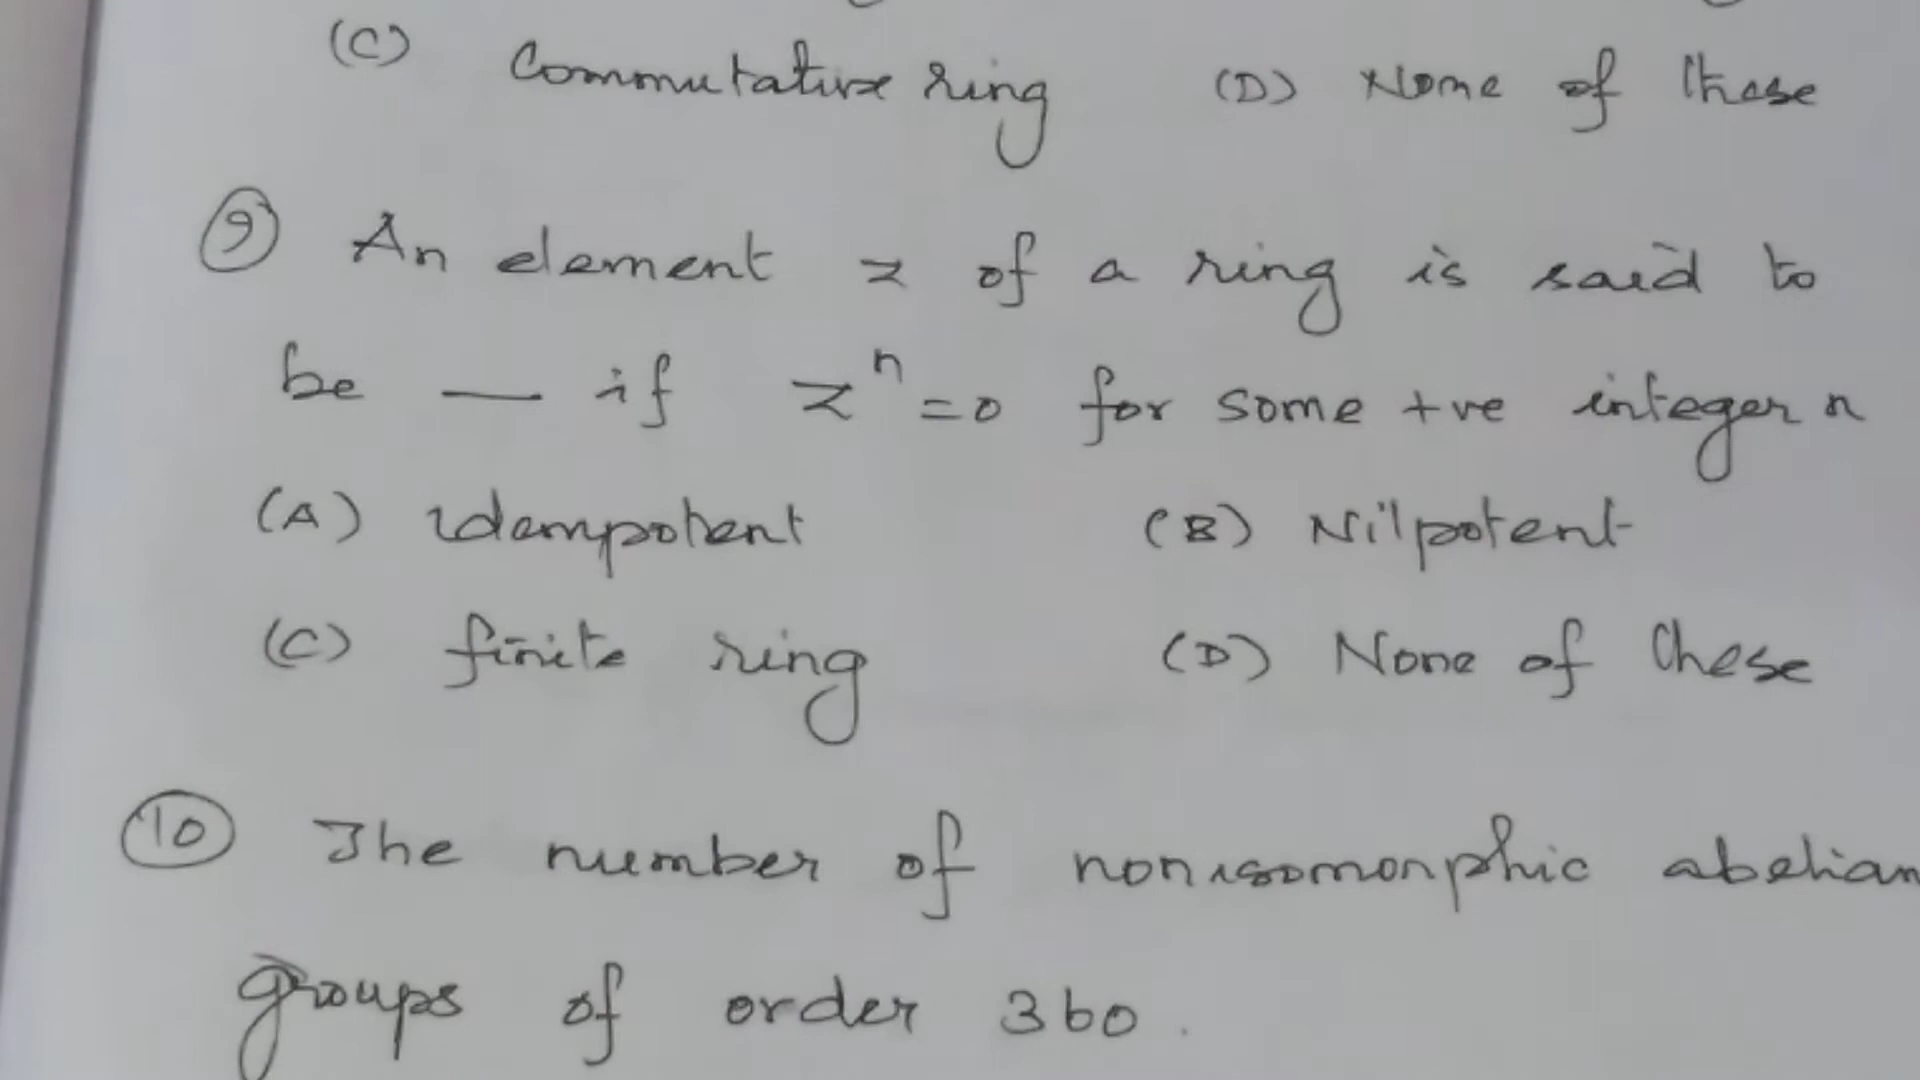 (C) Commutative ring (D) None of these
(9) An element z of a ring is said to
be — if zⁿ=0 for some +ve integer n
(A) idempotent (B) Nilpotent
(C) finite ring (D) None of these
(10) The number of nonisomorphic abelian
groups of order 360.